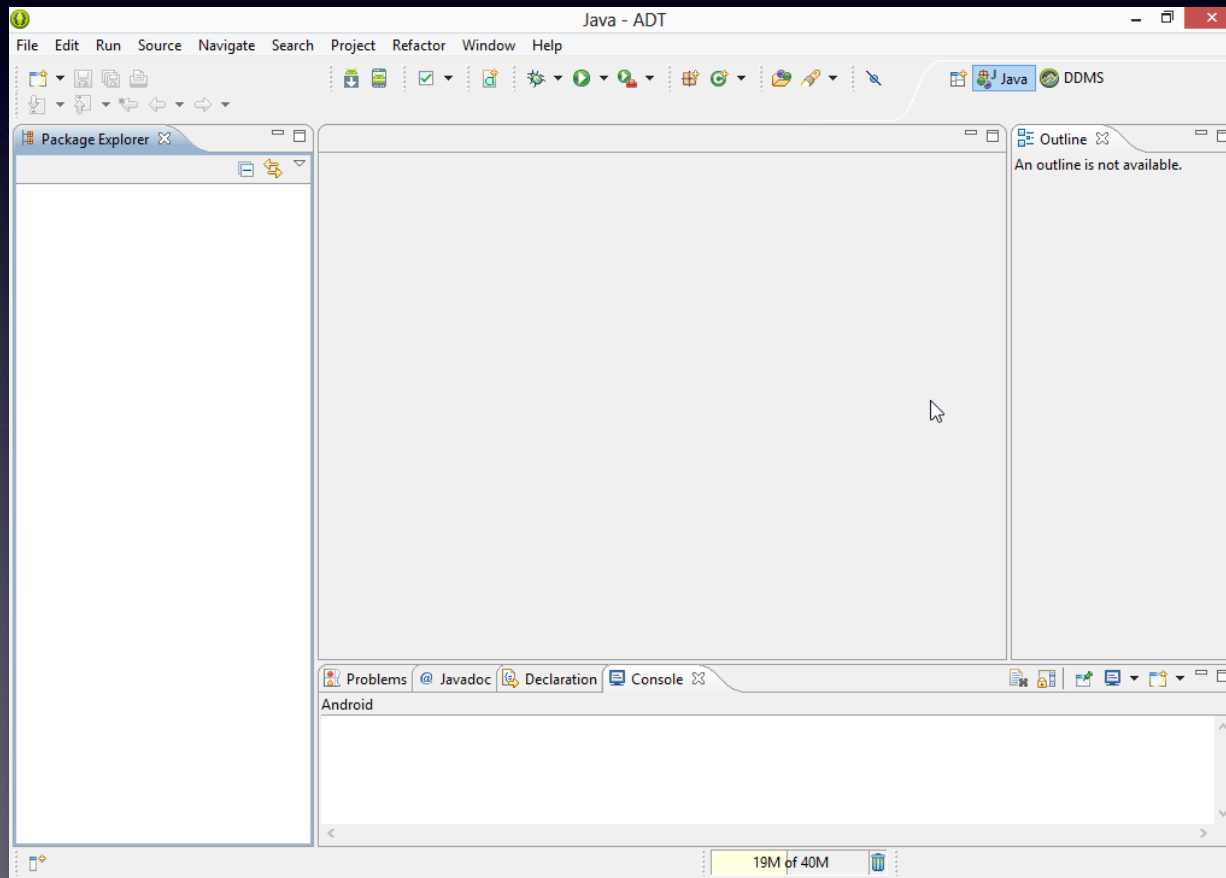 Java - ADT
File Edit Run Source Navigate Search Project Refactor Window Help
Java DDMS
Package Explorer
Outline
An outline is not available.
Problems @ Javadoc Declaration Console
Android
19M of 40M